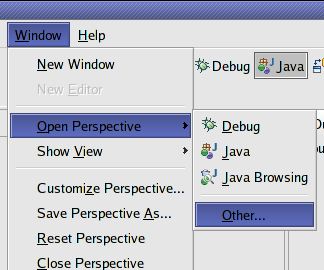 Window Help
New Window
New Editor
Open Perspective
Show View
Customize Perspective...
Save Perspective As...
Reset Perspective
Close Perspective
Debug Java
Debug
Java
Java Browsing
Other...